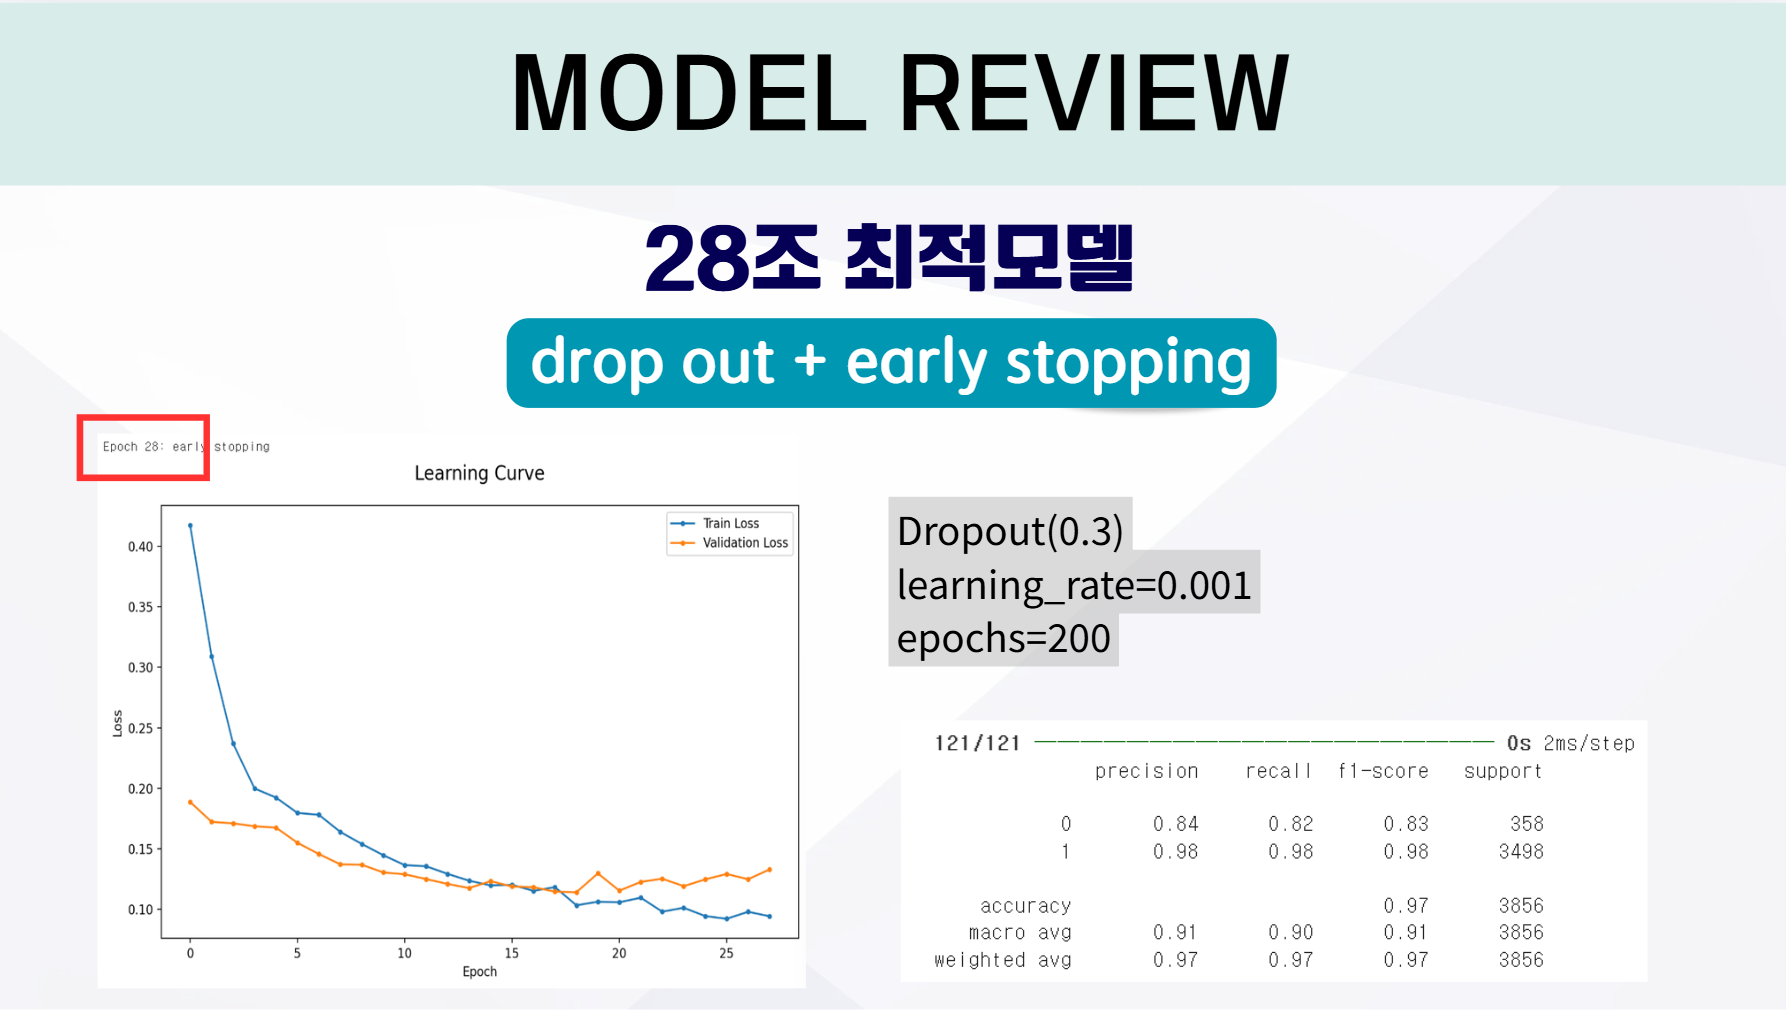 MODEL REVIEW
28조 최적모델
drop out + early stopping
Epoch 28: early stopping
Learning Curve
Train Loss
Validation Loss
0.40
0.35
0.30
0.25
0.20
0.15
0.10
Loss
0 5 10 15 20 25
Epoch
Dropout(0.3)
learning_rate=0.001
epochs=200
121/121 0s 2ms/step
precision recall f1-score support
0 0.84 0.82 0.83 358
1 0.98 0.98 0.98 3498
accuracy 0.97 3856
macro avg 0.91 0.90 0.91 3856
weighted avg 0.97 0.97 0.97 3856